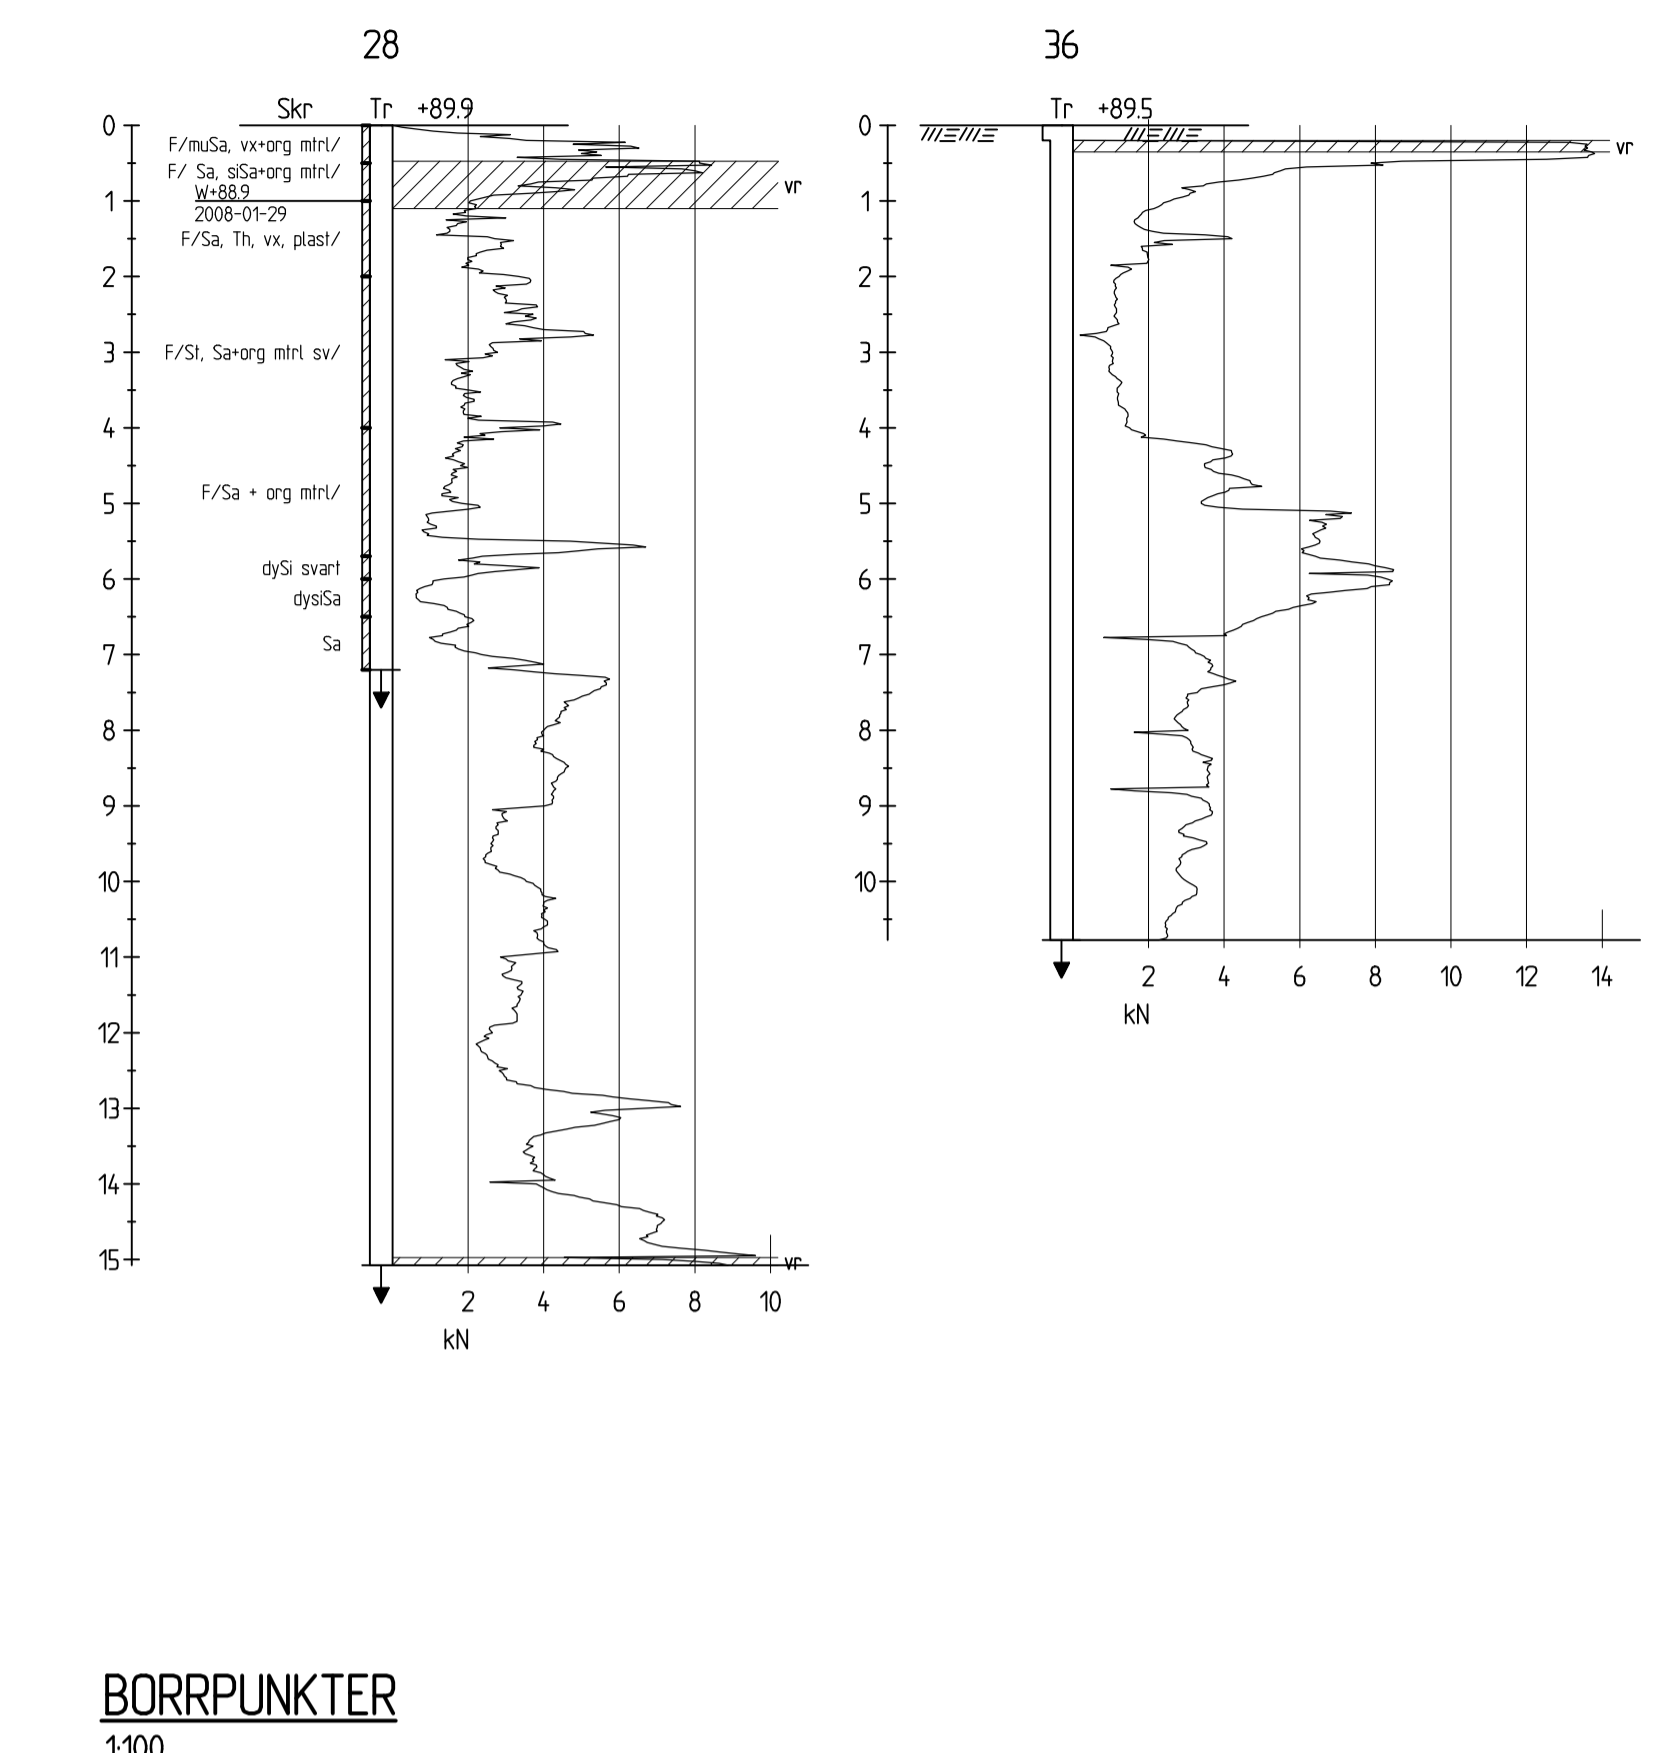 28
Skr Tr +89.9
0
F/muSa, vx+org mtrl/
F/ Sa, siSa+org mtrl/
vr
W+88.9
1
2008-01-29
F/Sa, Th, vx, plast/
2
3
F/St, Sa+org mtrl sv/
4
5
F/Sa + org mtrl/
dySi svart
6
dysiSa
Sa
7
8
9
10
11
12
13
14
15
vr
2 4 6 8 10
kN
36
Tr +89.5
0
vr
1
2
3
4
5
6
7
8
9
10
2 4 6 8 10 12 14
kN
BORRPUNKTER
1:100